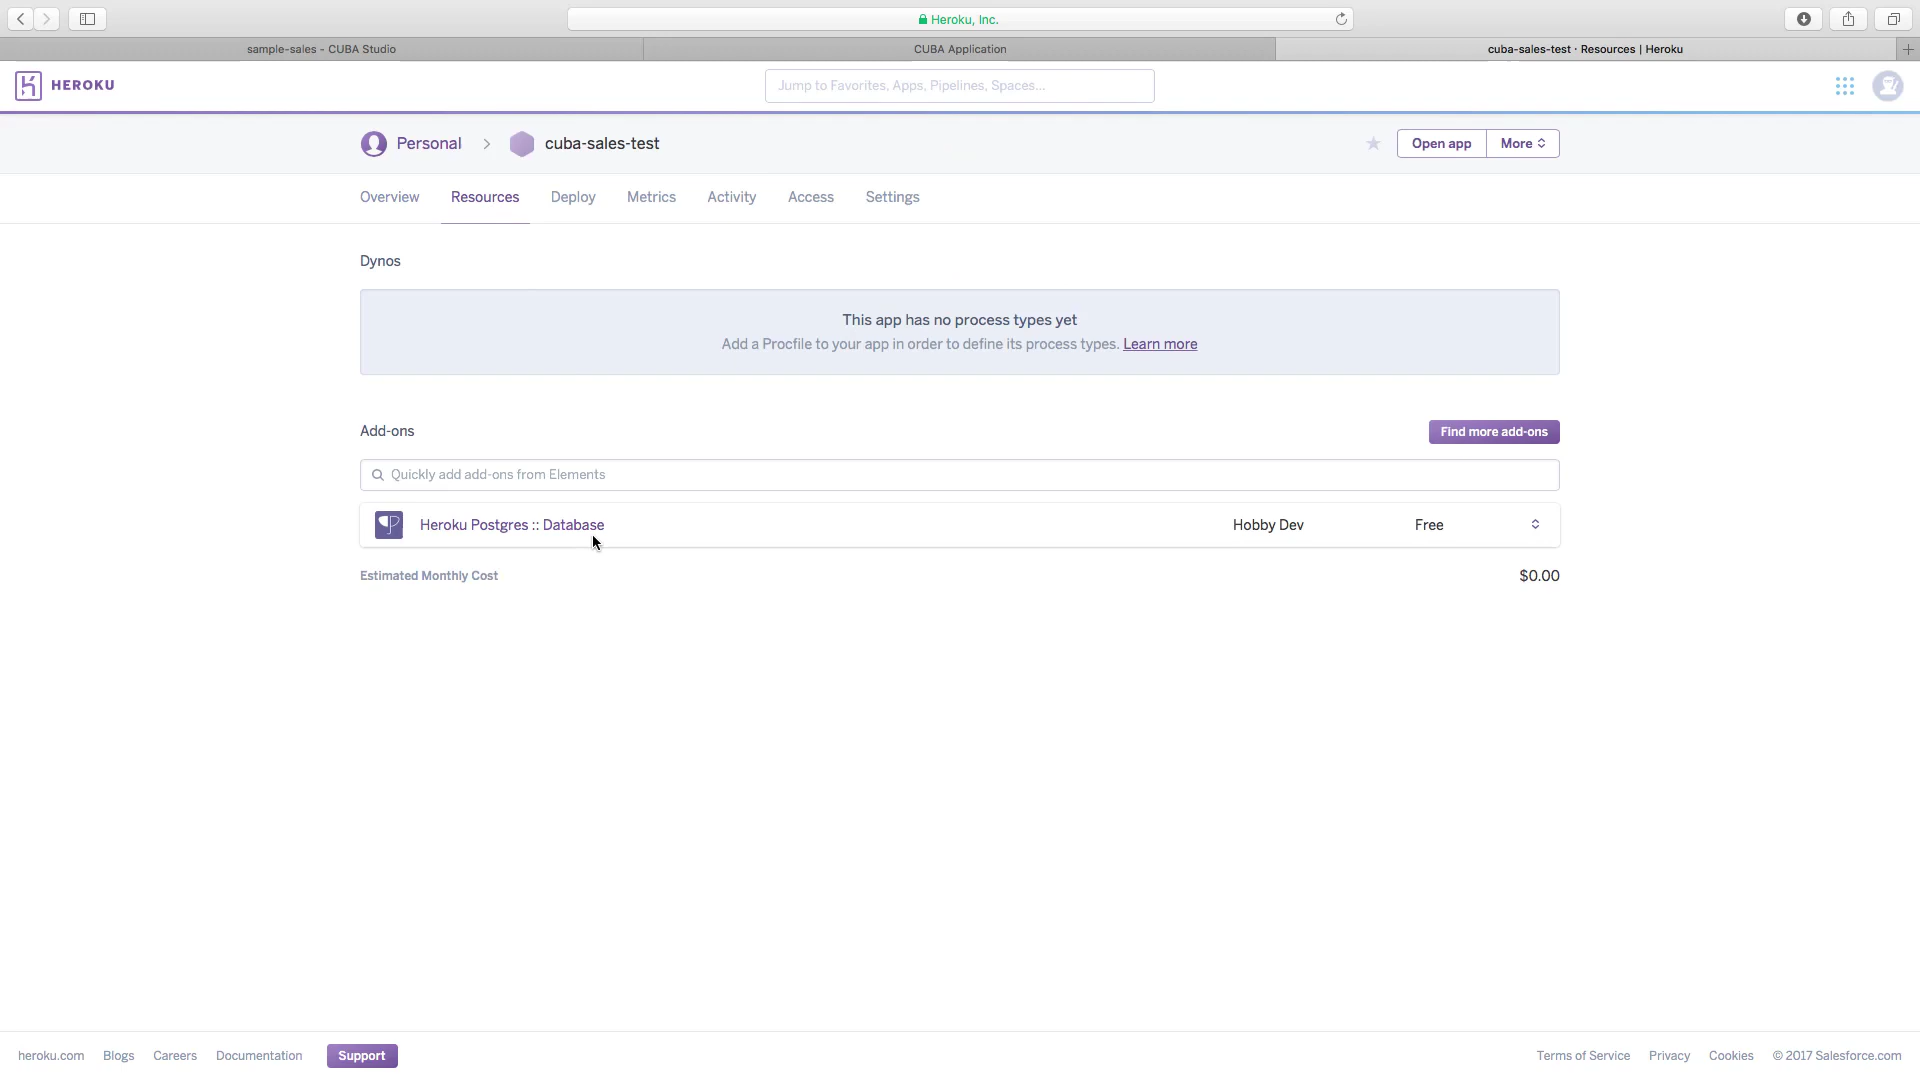 Heroku, Inc.
sample-sales - CUBA Studio
CUBA Application
cuba-sales-test · Resources | Heroku
HEROKU
Jump to Favorites, Apps, Pipelines, Spaces...
Personal
cuba-sales-test
Open app
More
Overview
Resources
Deploy
Metrics
Activity
Access
Settings
Dynos
This app has no process types yet
Add a Procfile to your app in order to define its process types. Learn more
Add-ons
Find more add-ons
Quickly add add-ons from Elements
Heroku Postgres :: Database
Hobby Dev
Free
Estimated Monthly Cost
$0.00
heroku.com
Blogs
Careers
Documentation
Support
Terms of Service
Privacy
Cookies
© 2017 Salesforce.com